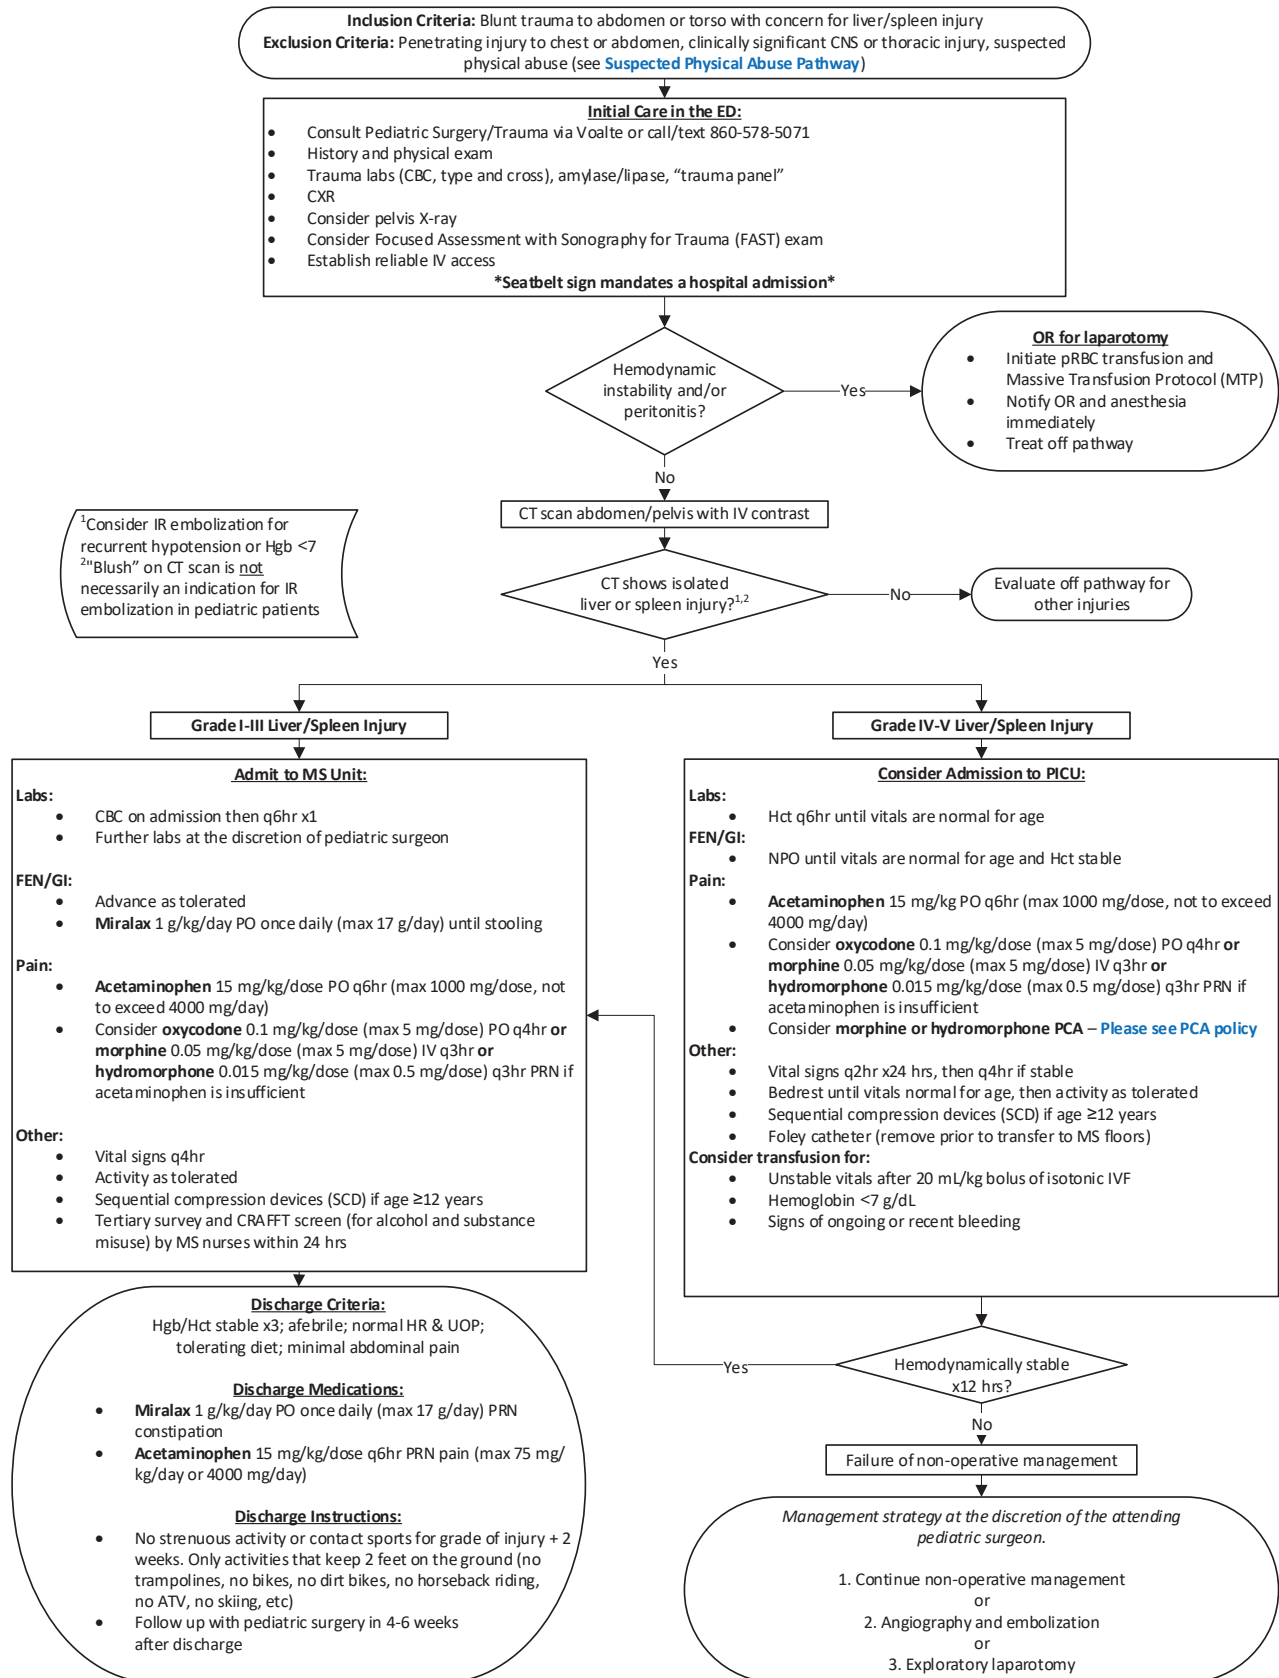 Inclusion Criteria: Blunt trauma to abdomen or torso with concern for liver/spleen injury
Exclusion Criteria: Penetrating injury to chest or abdomen, clinically significant CNS or thoracic injury, suspected
physical abuse (see Suspected Physical Abuse Pathway)
Initial Care in the ED:
• Consult Pediatric Surgery/Trauma via Voalte or call/text 860-578-5071
• History and physical exam
• Trauma labs (CBC, type and cross), amylase/lipase, “trauma panel”
• CXR
• Consider pelvis X-ray
• Consider Focused Assessment with Sonography for Trauma (FAST) exam
• Establish reliable IV access
*Seatbelt sign mandates a hospital admission*
Hemodynamic
instability and/or
peritonitis?
Yes
OR for laparotomy
• Initiate pRBC transfusion and
Massive Transfusion Protocol (MTP)
• Notify OR and anesthesia
immediately
• Treat off pathway
No
CT scan abdomen/pelvis with IV contrast
1Consider IR embolization for
recurrent hypotension or Hgb <7
2"Blush” on CT scan is not
necessarily an indication for IR
embolization in pediatric patients
CT shows isolated
liver or spleen injury?1,2
No
Evaluate off pathway for
other injuries
Yes
Grade I-III Liver/Spleen Injury
Admit to MS Unit:
Labs:
• CBC on admission then q6hr x1
• Further labs at the discretion of pediatric surgeon
FEN/GI:
• Advance as tolerated
• Miralax 1 g/kg/day PO once daily (max 17 g/day) until stooling
Pain:
• Acetaminophen 15 mg/kg/dose PO q6hr (max 1000 mg/dose, not
to exceed 4000 mg/day)
• Consider oxycodone 0.1 mg/kg/dose (max 5 mg/dose) PO q4hr or
morphine 0.05 mg/kg/dose (max 5 mg/dose) IV q3hr or
hydromorphone 0.015 mg/kg/dose (max 0.5 mg/dose) q3hr PRN if
acetaminophen is insufficient
Other:
• Vital signs q4hr
• Activity as tolerated
• Sequential compression devices (SCD) if age ≥12 years
• Tertiary survey and CRAFFT screen (for alcohol and substance
misuse) by MS nurses within 24 hrs
Grade IV-V Liver/Spleen Injury
Consider Admission to PICU:
Labs:
• Hct q6hr until vitals are normal for age
FEN/GI:
• NPO until vitals are normal for age and Hct stable
Pain:
• Acetaminophen 15 mg/kg PO q6hr (max 1000 mg/dose, not to exceed
4000 mg/day)
• Consider oxycodone 0.1 mg/kg/dose (max 5 mg/dose) PO q4hr or
morphine 0.05 mg/kg/dose (max 5 mg/dose) IV q3hr or
hydromorphone 0.015 mg/kg/dose (max 0.5 mg/dose) q3hr PRN if
acetaminophen is insufficient
• Consider morphine or hydromorphone PCA – Please see PCA policy
Other:
• Vital signs q2hr x24 hrs, then q4hr if stable
• Bedrest until vitals normal for age, then activity as tolerated
• Sequential compression devices (SCD) if age ≥12 years
• Foley catheter (remove prior to transfer to MS floors)
Consider transfusion for:
• Unstable vitals after 20 mL/kg bolus of isotonic IVF
• Hemoglobin <7 g/dL
• Signs of ongoing or recent bleeding
Discharge Criteria:
Hgb/Hct stable x3; afebrile; normal HR & UOP;
tolerating diet; minimal abdominal pain
Discharge Medications:
• Miralax 1 g/kg/day PO once daily (max 17 g/day) PRN
constipation
• Acetaminophen 15 mg/kg/dose q6hr PRN pain (max 75 mg/
kg/day or 4000 mg/day)
Discharge Instructions:
• No strenuous activity or contact sports for grade of injury + 2
weeks. Only activities that keep 2 feet on the ground (no
trampolines, no bikes, no dirt bikes, no horseback riding,
no ATV, no skiing, etc)
• Follow up with pediatric surgery in 4-6 weeks
after discharge
Hemodynamically stable
x12 hrs?
Yes
No
Failure of non-operative management
Management strategy at the discretion of the attending
pediatric surgeon.
1. Continue non-operative management
or
2. Angiography and embolization
or
3. Exploratory laparotomy